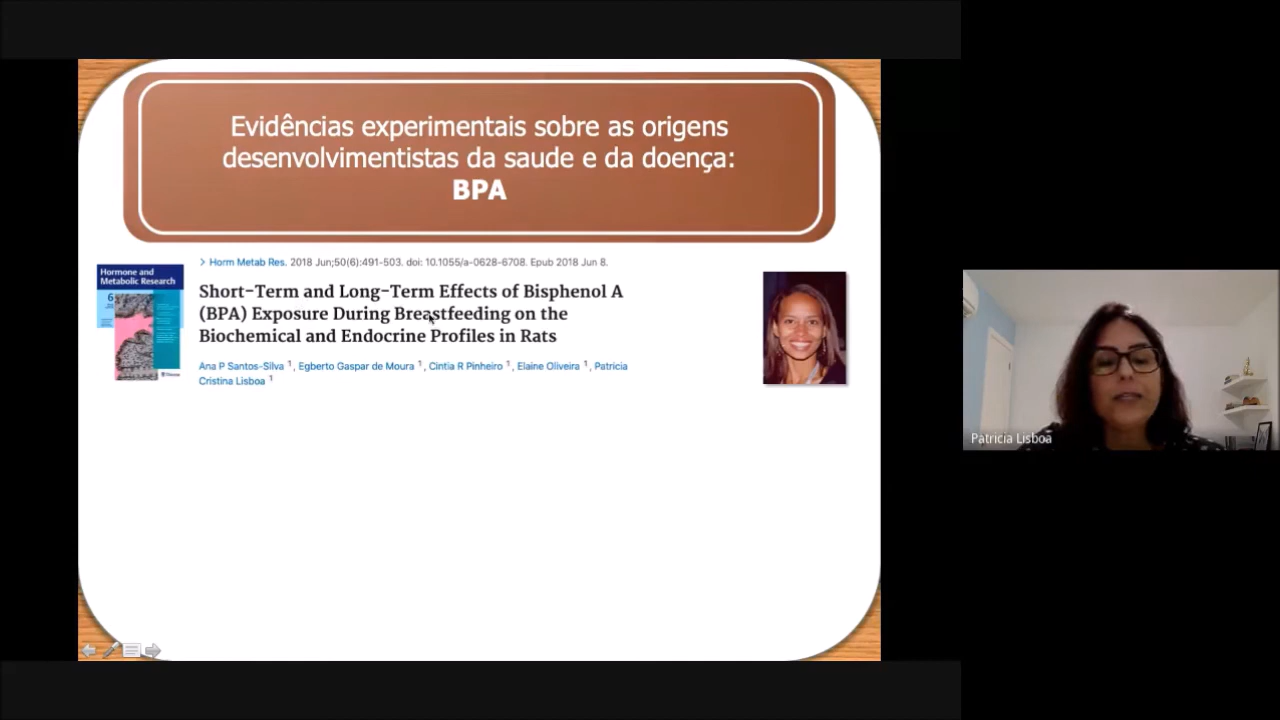 Evidências experimentais sobre as origens
desenvolvimentistas da saude e da doença:
BPA
Hormone and
Metabolic Research
6
> Horm Metab Res. 2018 Jun;50(6):491-503. doi: 10.1055/a-0628-6708. Epub 2018 Jun 8.
Short-Term and Long-Term Effects of Bisphenol A
(BPA) Exposure During Breastfeeding on the
Biochemical and Endocrine Profiles in Rats
Ana P Santos-Silva 1, Egberto Gaspar de Moura 1, Cintia R Pinheiro 1, Elaine Oliveira 1, Patricia
Cristina Lisboa 1
Patricia Lisboa